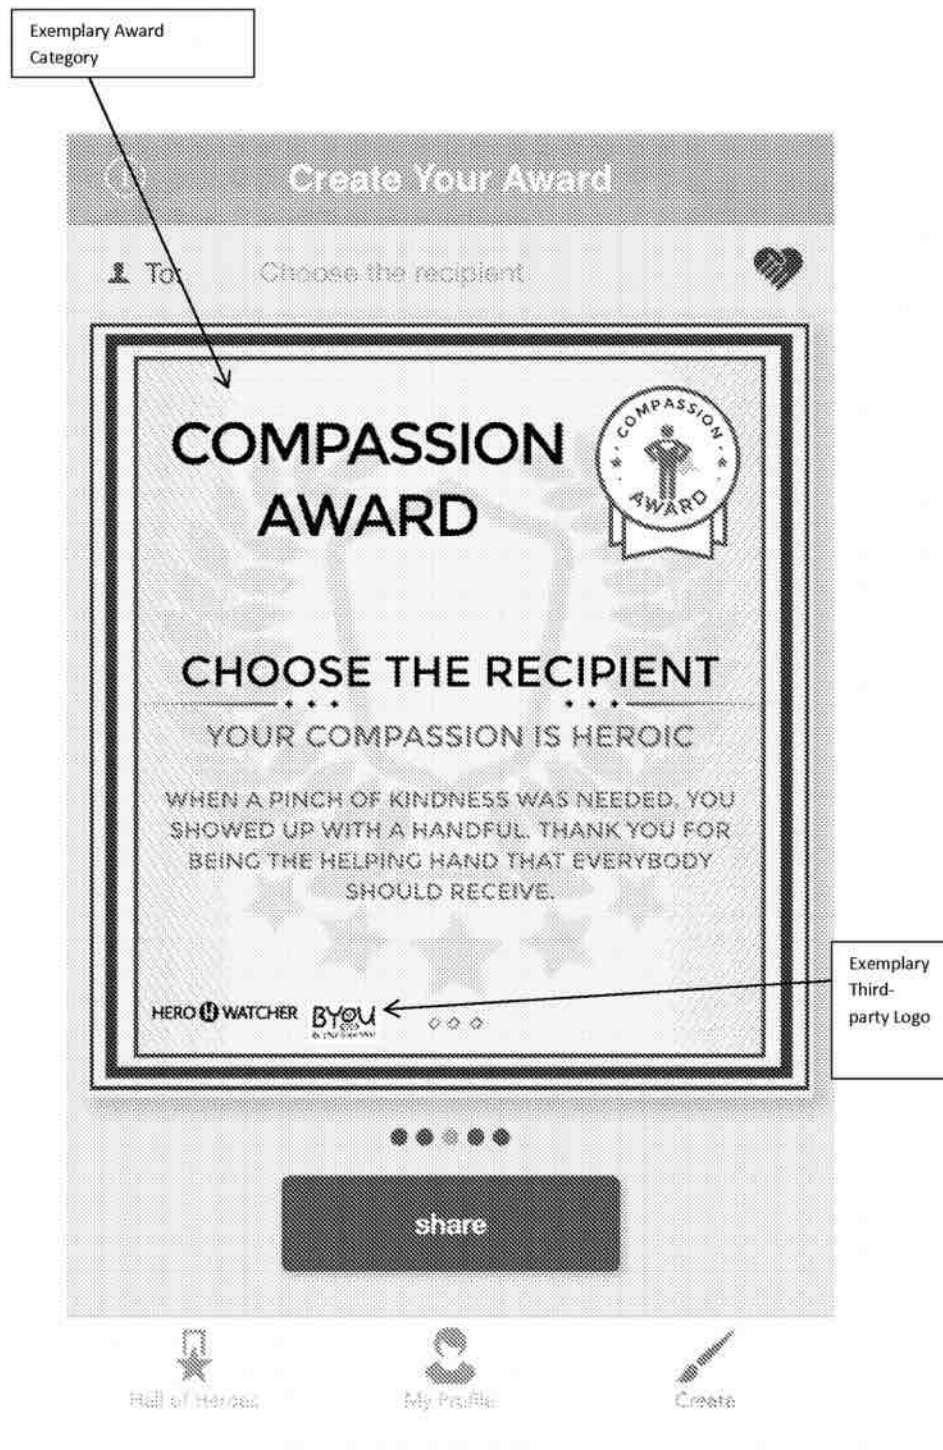 Exemplary Award
Category
Create Your Award
To:
Choose the recipient
COMPASSION
AWARD
COMPASSION
AWARD
CHOOSE THE RECIPIENT
YOUR COMPASSION IS HEROIC
WHEN A PINCH OF KINDNESS WAS NEEDED, YOU
SHOWED UP WITH A HANDFUL. THANK YOU FOR
BEING THE HELPING HAND THAT EVERYBODY
SHOULD RECEIVE.
HERO H WATCHER
BYOU
Exemplary
Third-
party Logo
share
Hall of Heroes
My Profile
Create